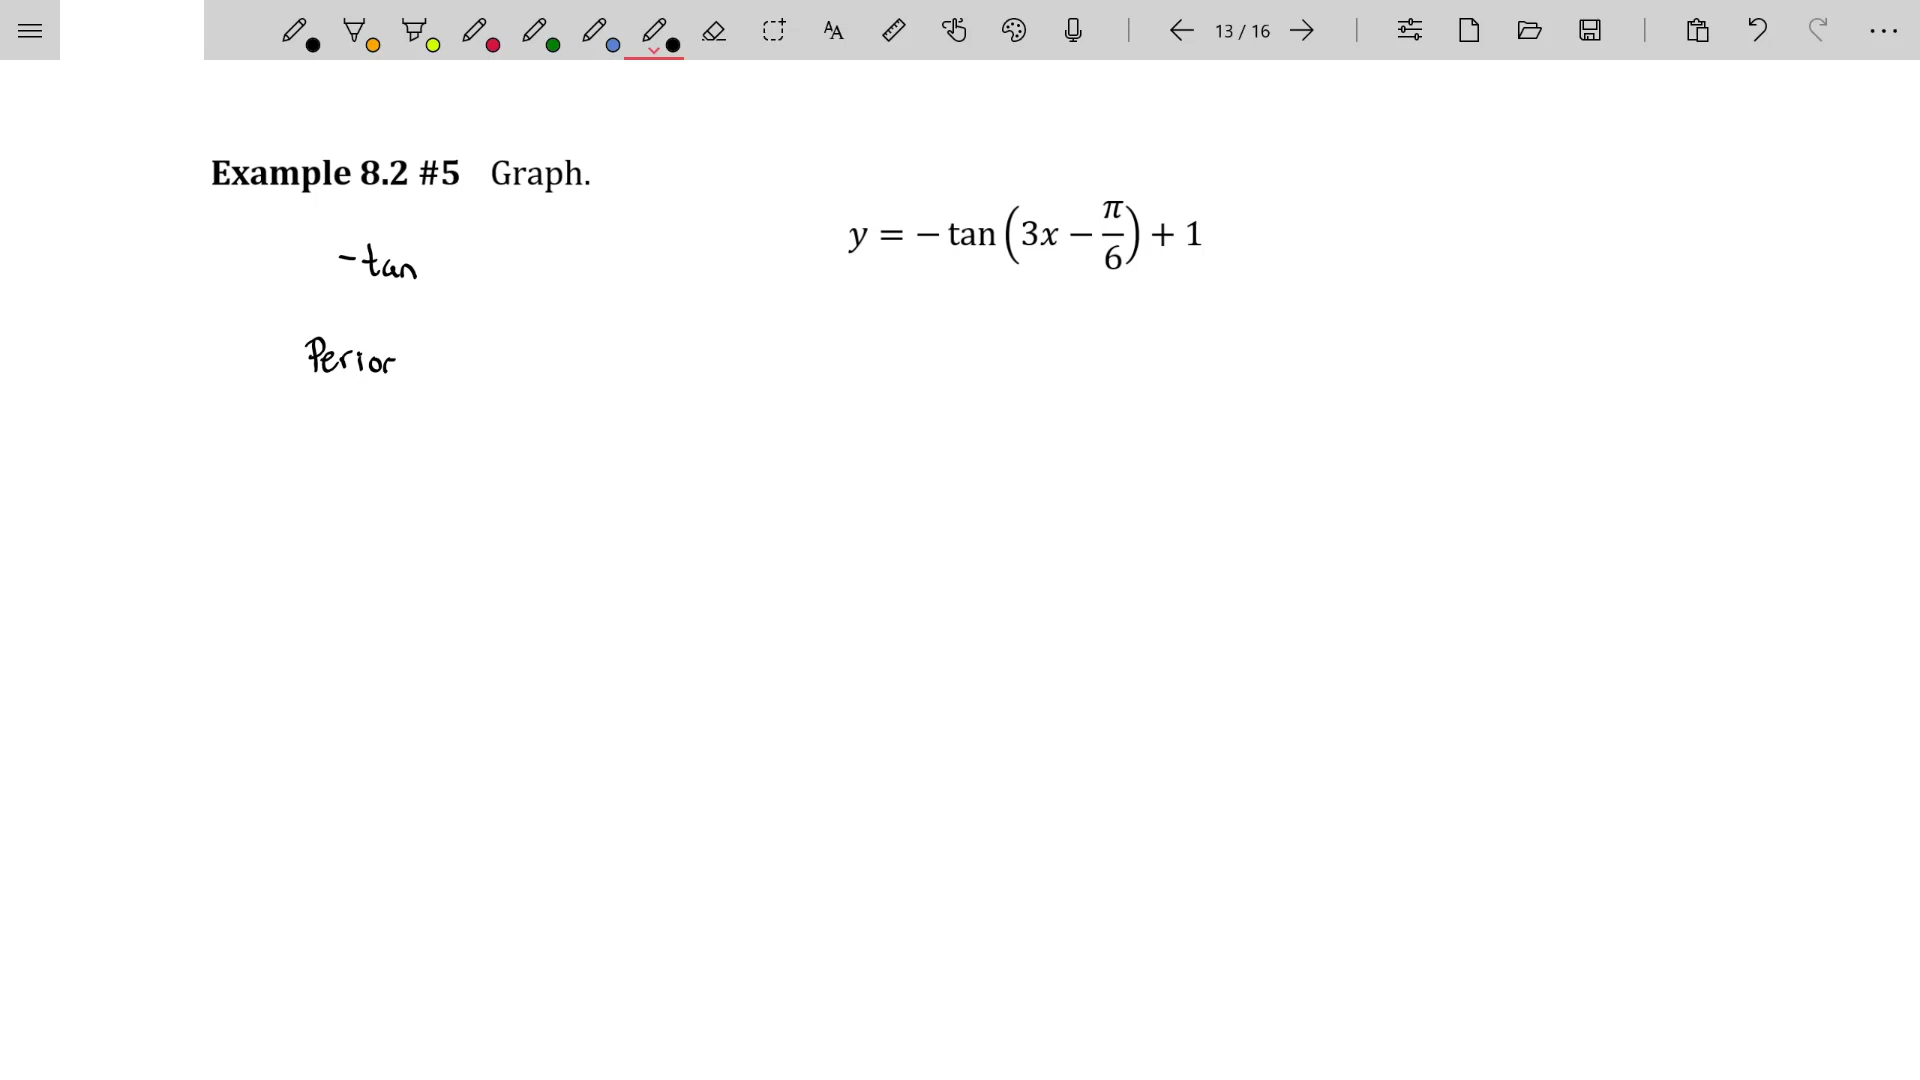 13 / 16
Example 8.2 #5 Graph.
y = − tan(3x − π/6) + 1
-tan
Perior